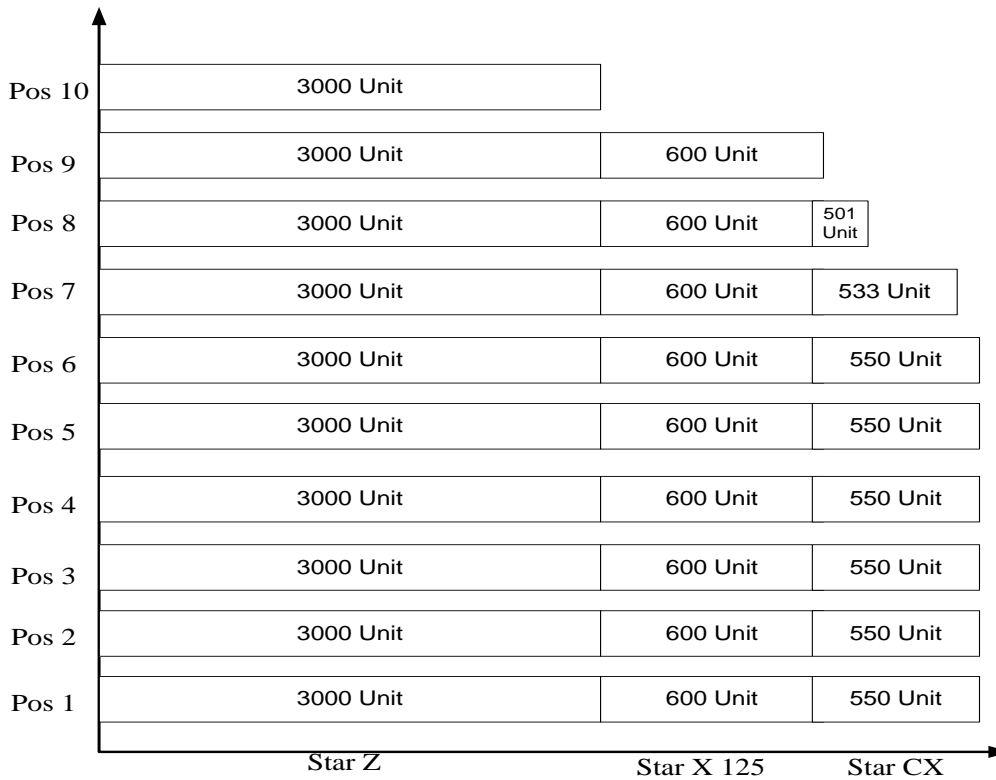 Pos 10 3000 Unit
Pos 9 3000 Unit 600 Unit
Pos 8 3000 Unit 600 Unit 501
Unit
Pos 7 3000 Unit 600 Unit 533 Unit
Pos 6 3000 Unit 600 Unit 550 Unit
Pos 5 3000 Unit 600 Unit 550 Unit
Pos 4 3000 Unit 600 Unit 550 Unit
Pos 3 3000 Unit 600 Unit 550 Unit
Pos 2 3000 Unit 600 Unit 550 Unit
Pos 1 3000 Unit 600 Unit 550 Unit
Star Z Star X 125 Star CX